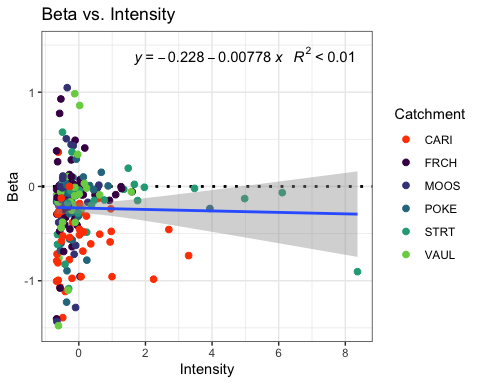 Beta vs. Intensity
y = −0.228 − 0.00778 x R² < 0.01
1
0
-1
Beta
0 2 4 6 8
Intensity
Catchment
CARI
FRCH
MOOS
POKE
STRT
VAUL